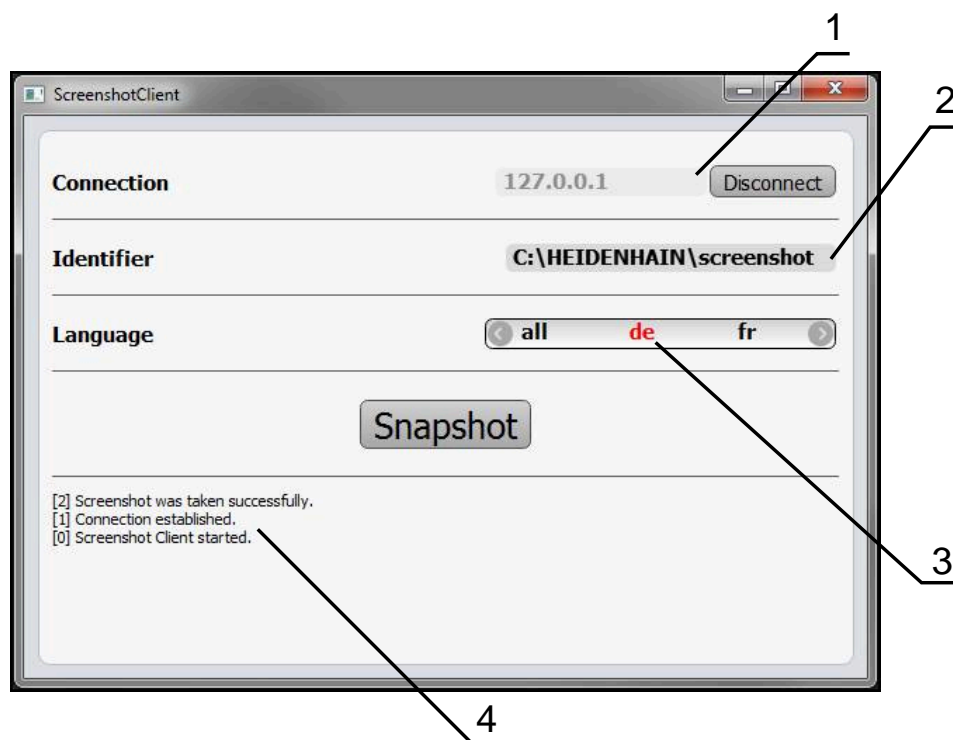 1
ScreenshotClient
2
Connection 127.0.0.1 Disconnect
Identifier C:\HEIDENHAIN\screenshot
Language all de fr
Snapshot
[2] Screenshot was taken successfully.
[1] Connection established.
[0] Screenshot Client started.
3
4